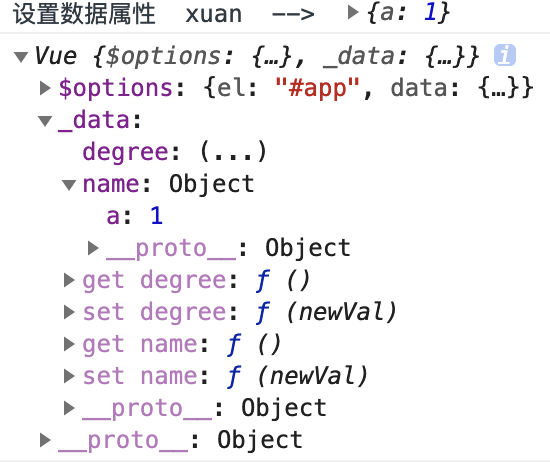 设置数据属性 xuan --> ▶{a: 1}
▼Vue {$options: {…}, _data: {…}} i
▶$options: {el: "#app", data: {…}}
▼_data:
degree: (...)
▼name: Object
a: 1
▶__proto__: Object
▶get degree: ƒ ()
▶set degree: ƒ (newVal)
▶get name: ƒ ()
▶set name: ƒ (newVal)
▶__proto__: Object
▶__proto__: Object